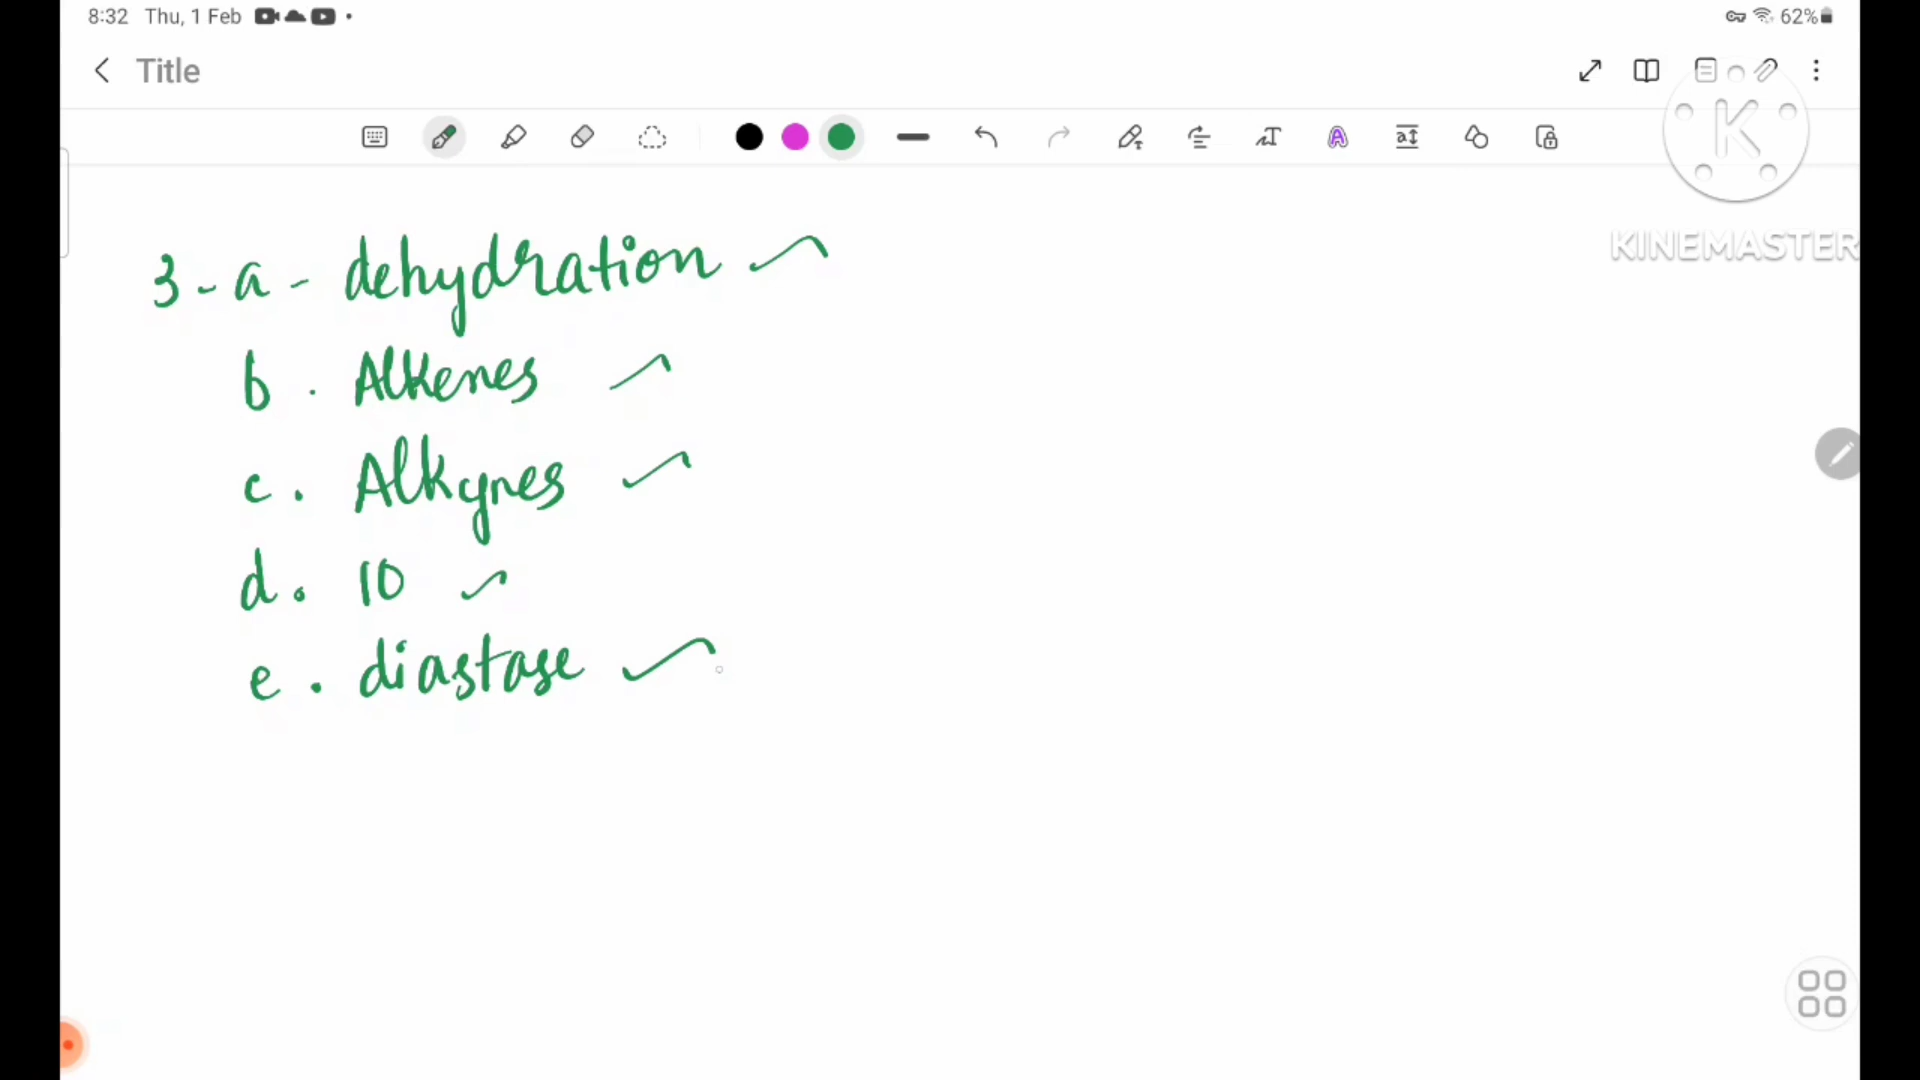 8:32 Thu, 1 Feb 62%
Title
KINEMASTER
3 - a - dehydration
b . Alkenes
c . Alkynes
d . 10
e . diastase